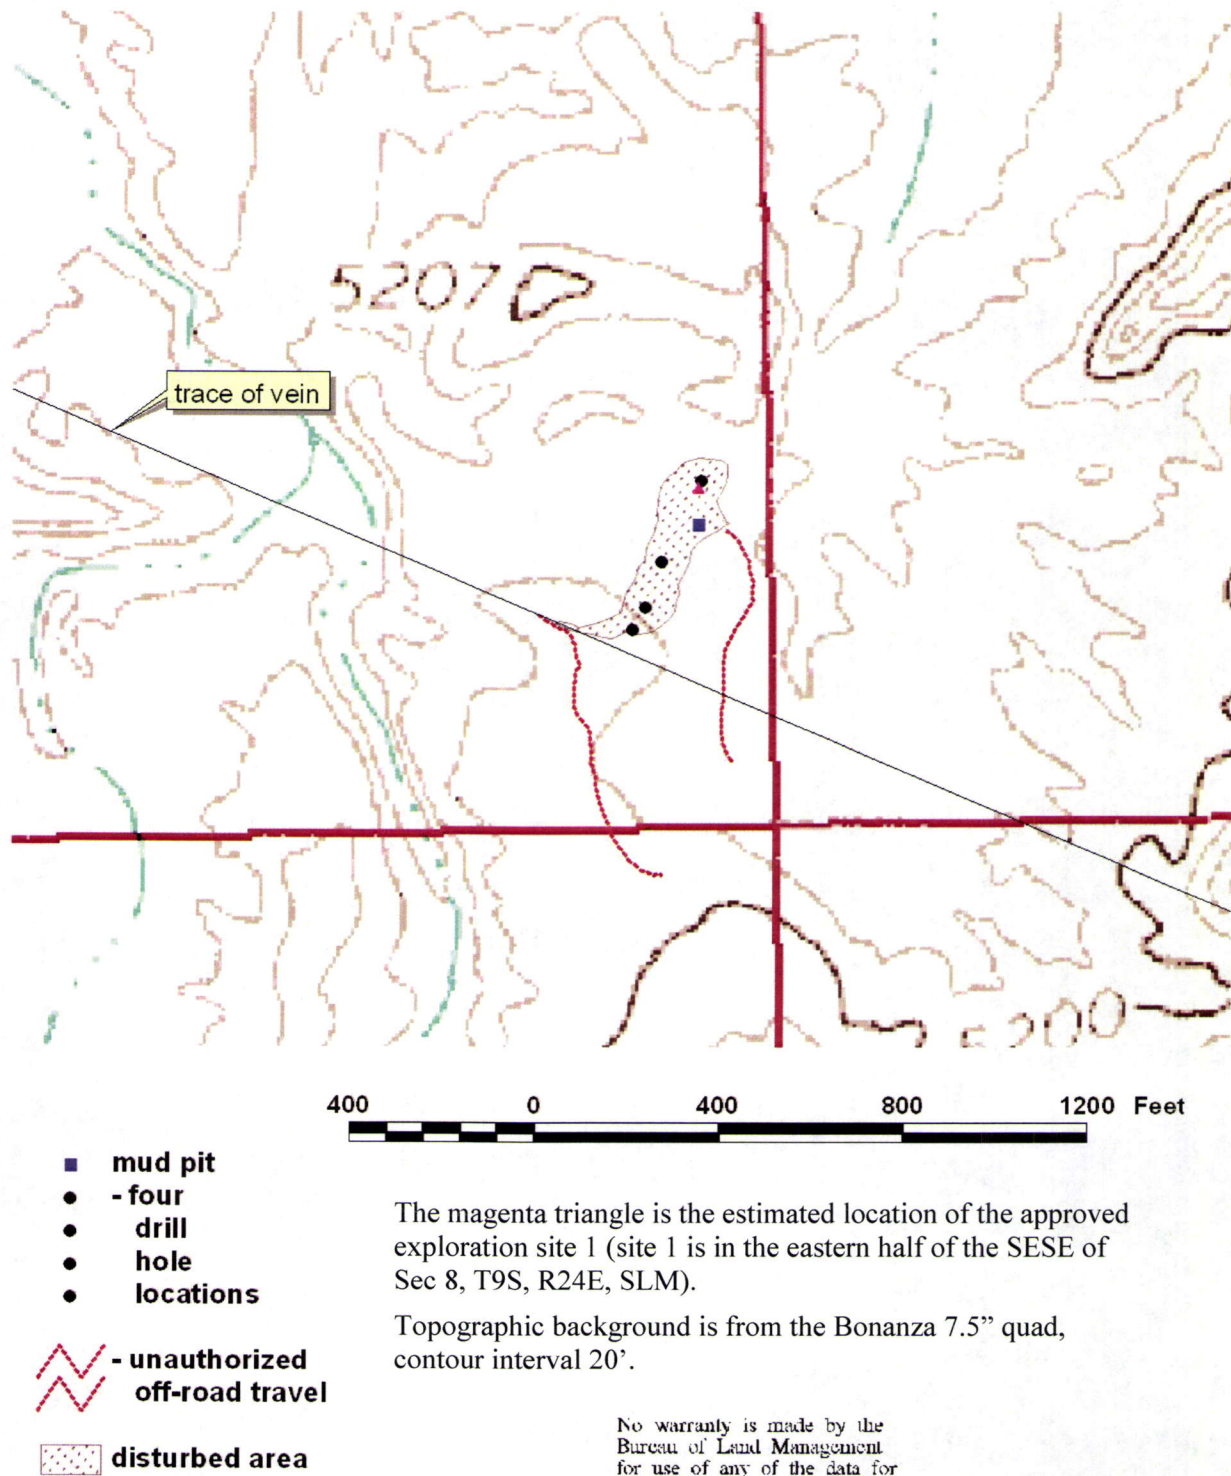 5207
trace of vein
5200
400 0 400 800 1200 Feet
mud pit
- four
drill
hole
locations
- unauthorized
off-road travel
disturbed area
The magenta triangle is the estimated location of the approved
exploration site 1 (site 1 is in the eastern half of the SESE of
Sec 8, T9S, R24E, SLM).
Topographic background is from the Bonanza 7.5” quad,
contour interval 20’.
No warranty is made by the
Bureau of Land Management
for use of any of the data for